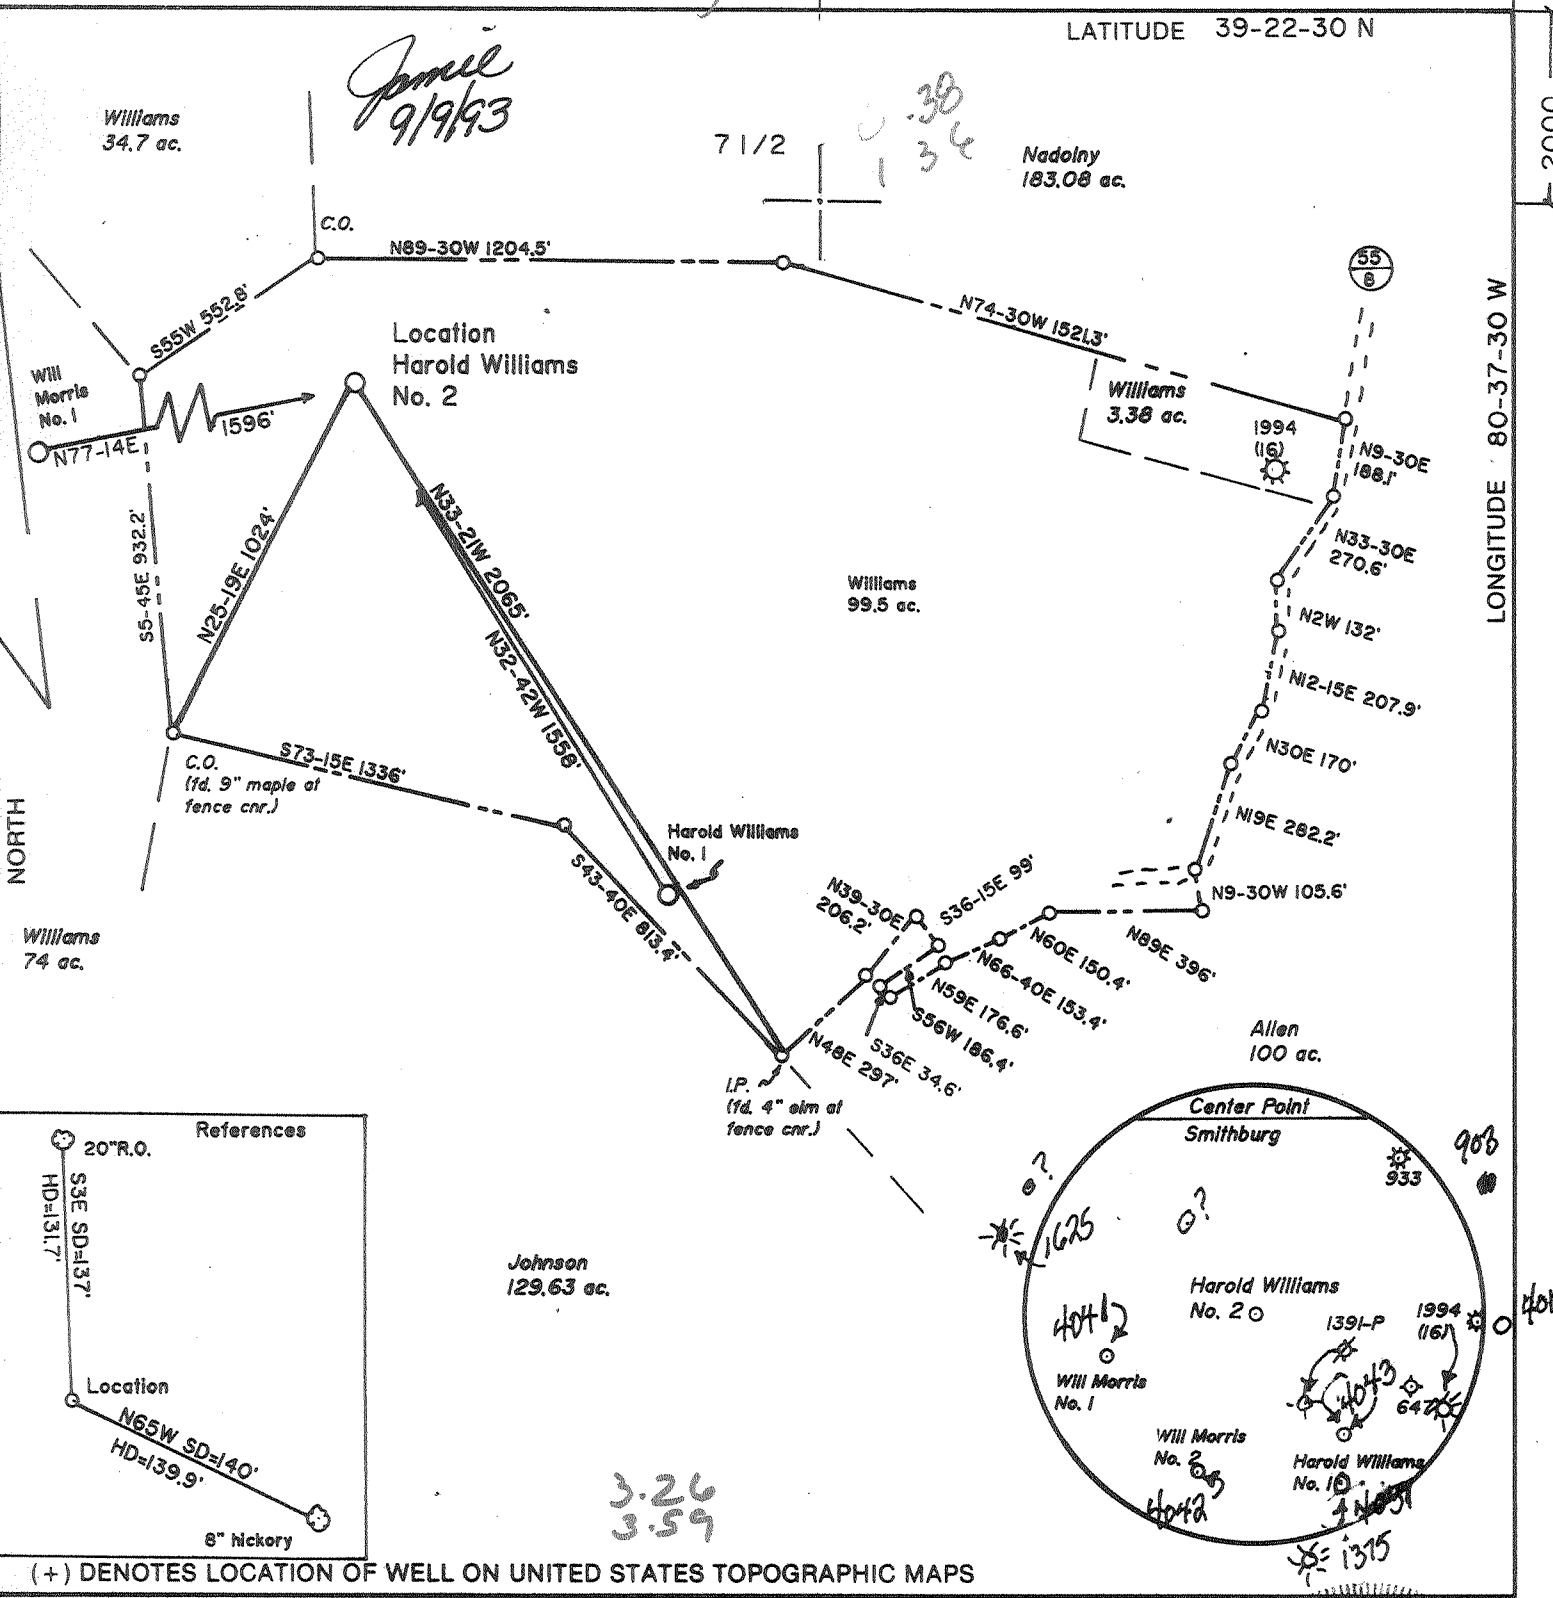 LATITUDE 39-22-30 N
2000
Jamie
9/9/93
.38
1 3 6
Williams
34.7 ac.
7 1/2
Nadolny
183.08 ac.
C.O.
N89-30W 1204.5'
55
8
S55W 552.8'
N74-30W 1521.3'
LONGITUDE 80-37-30 W
Location
Harold Williams
No. 2
Will
Morris
No. 1
N77-14E
1596'
Williams
3.38 ac.
1994
(16)
N9-30E
188.1'
N33-30E
270.6'
S5-45E 932.2'
N25-19E 1024'
N33-21W 2065'
N32-42W 1558'
Williams
99.5 ac.
N2W 132'
N12-15E 207.9'
N30E 170'
N19E 282.2'
N9-30W 105.6'
S73-15E 1336'
C.O.
(fd. 9" maple at
fence cnr.)
NORTH
Harold Williams
No. 1
S43-40E 813.4'
N39-30E
206.2'
S36-15E 99'
N89E 396'
N60E 150.4'
N66-40E 153.4'
N59E 176.6'
S56W 186.4'
S36E 34.6'
N48E 297'
Williams
74 ac.
I.P.
(fd. 4" elm at
fence cnr.)
Allen
100 ac.
References
20"R.O.
S3E SD=137'
HD=131.7'
Location
N65W SD=140'
HD=139.9'
8" hickory
Johnson
129.63 ac.
Center Point
Smithburg
903
933
?
?
1625
Harold Williams
No. 2
4041
Will Morris
No. 1
1391-P
1994
(16)
401
4043
647
Will Morris
No. 2
4042
Harold Williams
No. 1
1375
3.26
3.59
(+) DENOTES LOCATION OF WELL ON UNITED STATES TOPOGRAPHIC MAPS